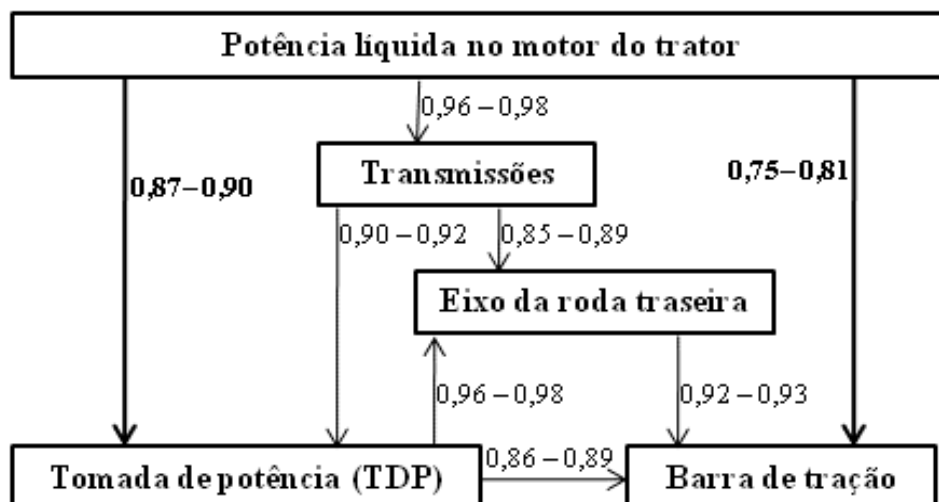 Potência líquida no motor do trator
0,96 – 0,98
Transmissões
0,87–0,90
0,75–0,81
0,90 – 0,92
0,85 – 0,89
Eixo da roda traseira
0,96 – 0,98
0,92 – 0,93
Tomada de potência (TDP)
0,86 – 0,89
Barra de tração